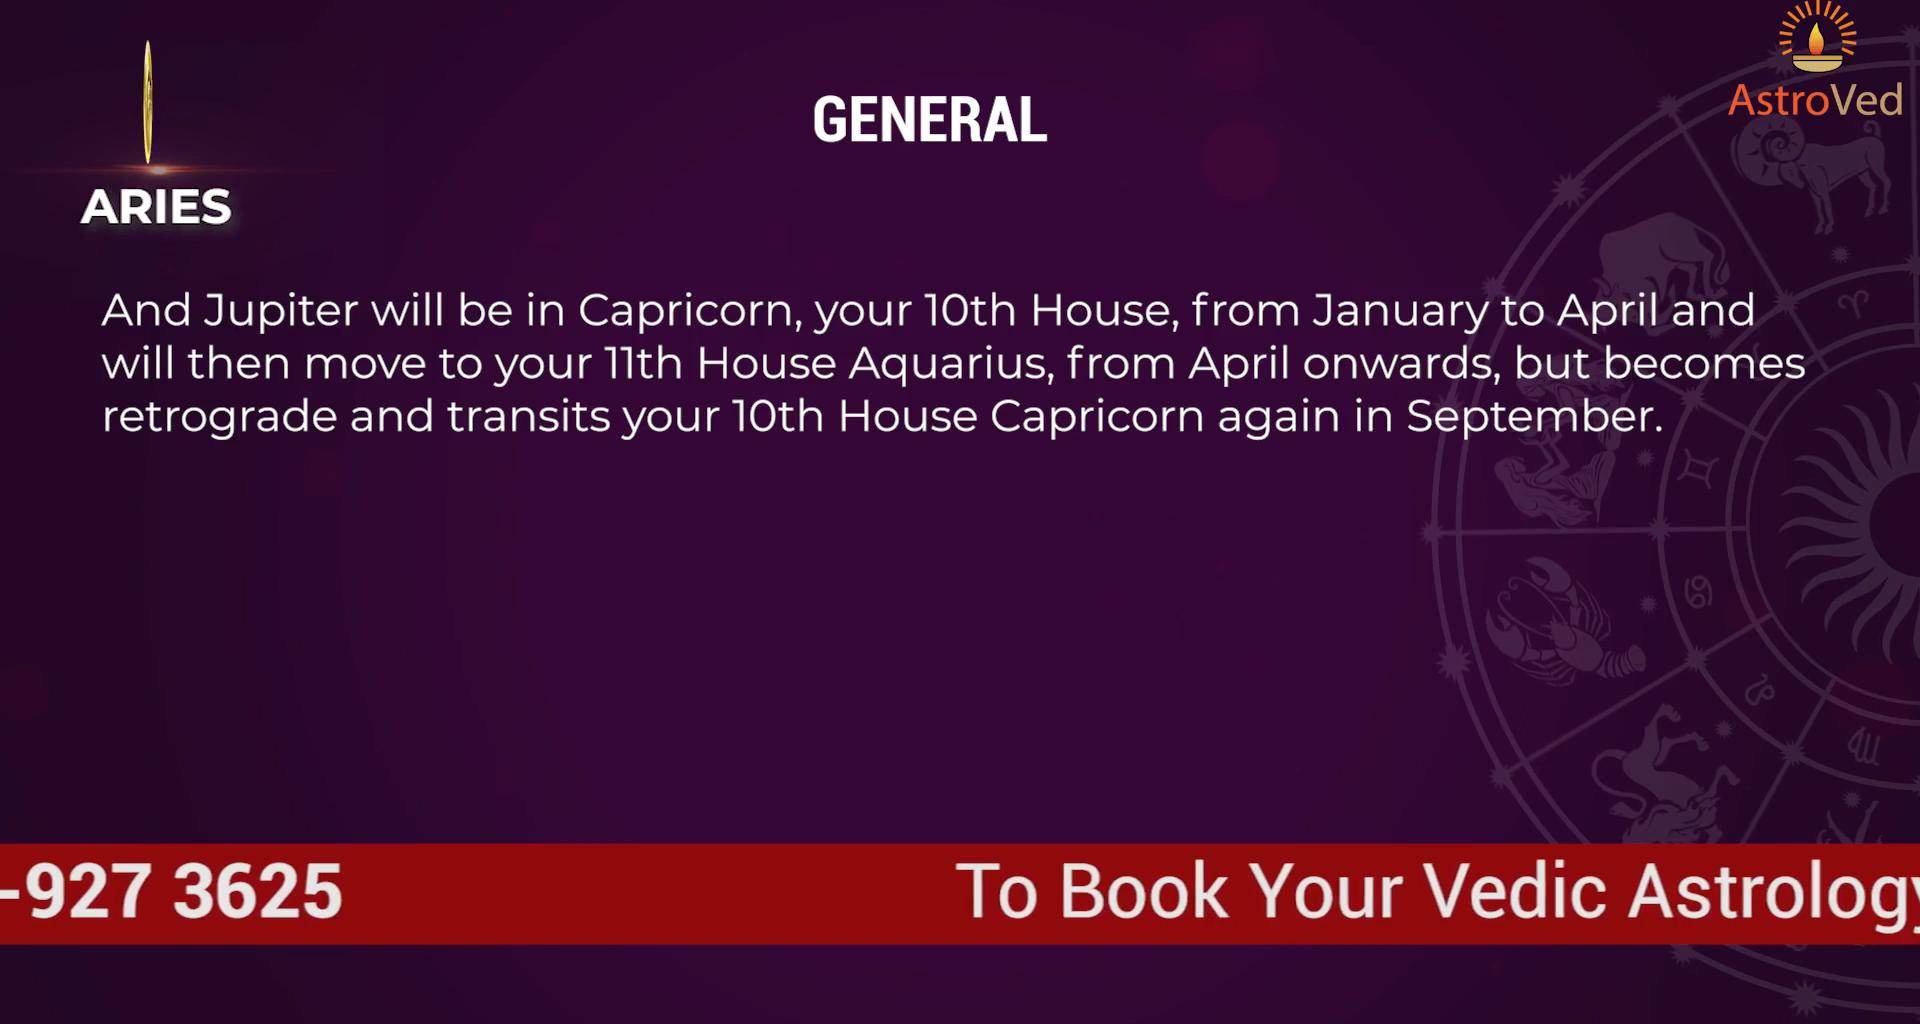 AstroVed
GENERAL
ARIES
And Jupiter will be in Capricorn, your 10th House, from January to April and
will then move to your 11th House Aquarius, from April onwards, but becomes
retrograde and transits your 10th House Capricorn again in September.
-927 3625
To Book Your Vedic Astrology